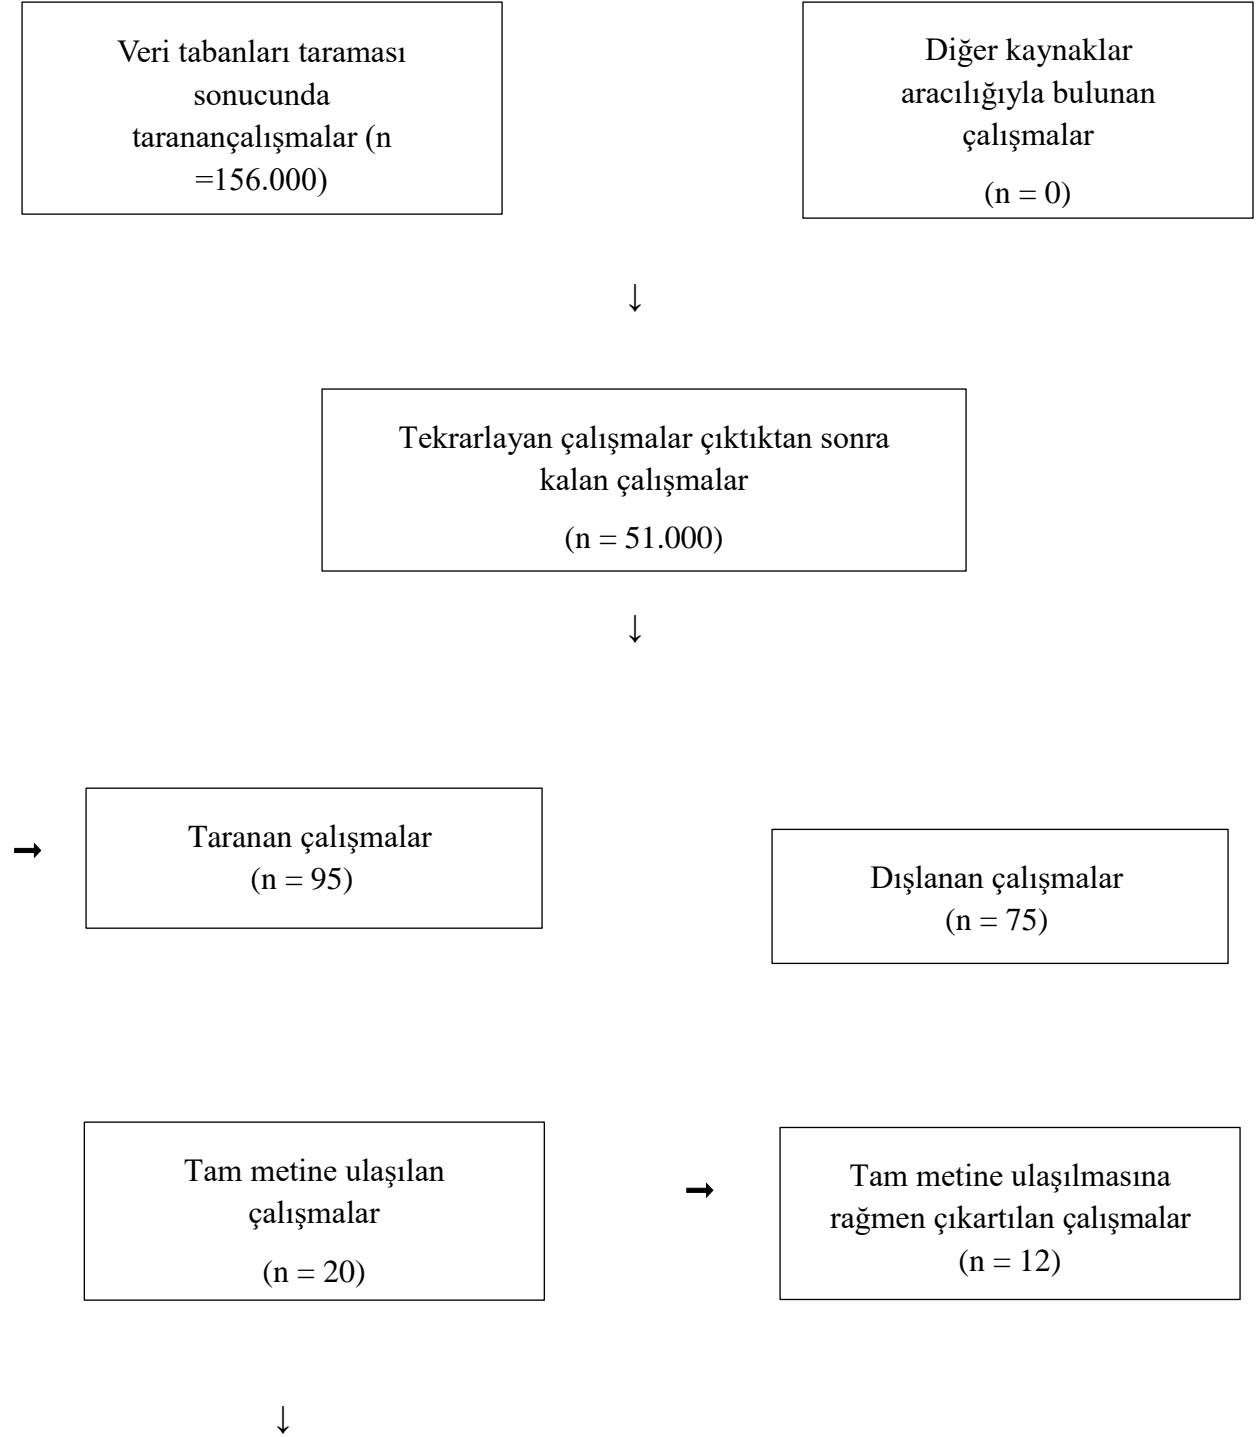 Veri tabanları taraması
sonucunda
taranançalışmalar (n
=156.000)
Diğer kaynaklar
aracılığıyla bulunan
çalışmalar
(n = 0)
↓
Tekrarlayan çalışmalar çıktıktan sonra
kalan çalışmalar
(n = 51.000)
↓
➞
Taranan çalışmalar
(n = 95)
Dışlanan çalışmalar
(n = 75)
Tam metine ulaşılan
çalışmalar
(n = 20)
➞
Tam metine ulaşılmasına
rağmen çıkartılan çalışmalar
(n = 12)
↓